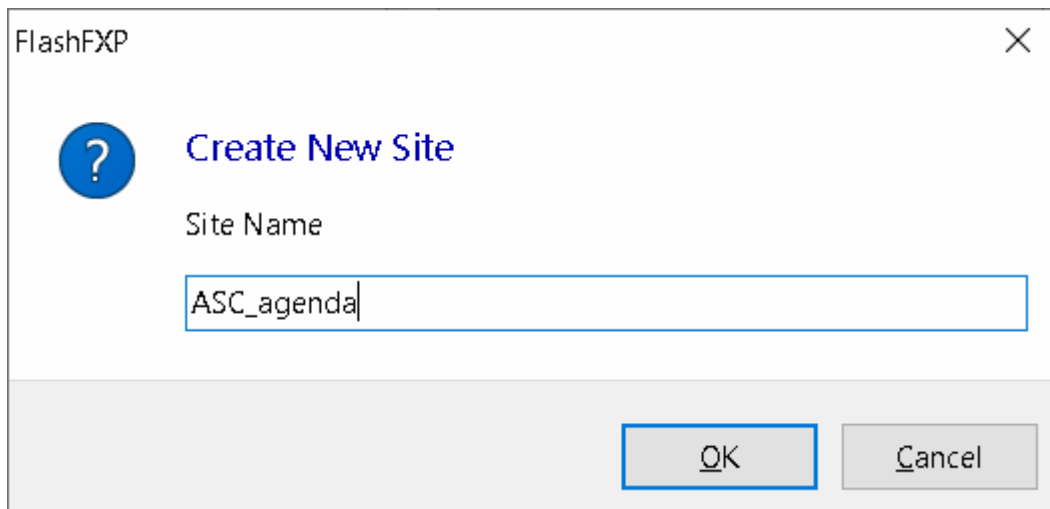 FlashFXP
?
Create New Site
Site Name
ASC_agenda
OK
Cancel